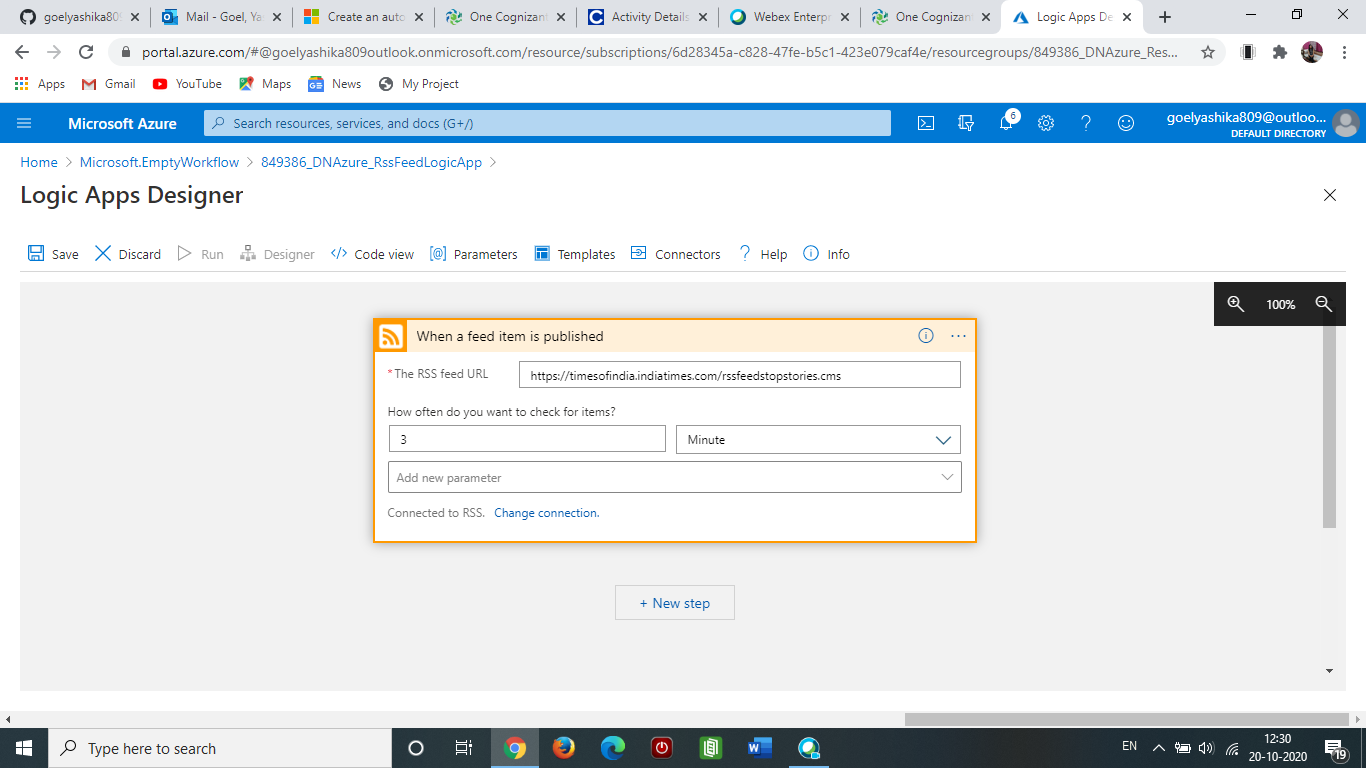 goelyashika80
Mail - Goel, Ya
Create an auto
One Cognizan
Activity Details
Webex Enterp
One Cognizan
Logic Apps De
portal.azure.com/#@goelyashika809outlook.onmicrosoft.com/resource/subscriptions/6d28345a-c828-47fe-b5c1-423e079caf4e/resourcegroups/849386_DNAzure_Res...
Apps
Gmail
YouTube
Maps
News
My Project
Microsoft Azure
Search resources, services, and docs (G+/)
6
goelyashika809@outloo...
DEFAULT DIRECTORY
Home > Microsoft.EmptyWorkflow > 849386_DNAzure_RssFeedLogicApp >
Logic Apps Designer
Save
Discard
Run
Designer
Code view
Parameters
Templates
Connectors
Help
Info
100%
When a feed item is published
* The RSS feed URL
https://timesofindia.indiatimes.com/rssfeedstopstories.cms
How often do you want to check for items?
3
Minute
Add new parameter
Connected to RSS. Change connection.
+ New step
Type here to search
EN
12:30
20-10-2020
19